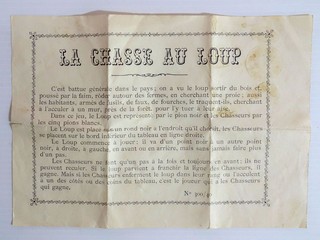 LA CHASSE AU LOUP
C'est battue générale dans le pays; on a vu le loup sortir du bois et,
poussé par la faim, rôder autour des fermes, en cherchant une proie; aussi
les habitants, armés de fusils, de faux, de fourches, le traquent-ils, cherchant
à l'acculer à un mur, près de la forêt, pour l'y tuer à leur aise.
Dans ce jeu, le Loup est représenté par le pion noir et les Chasseurs par
les cinq pions blancs.
Le Loup est placé sur un rond noir à l'endroit qu'il choisit, les Chasseurs
se placent sur le bord inférieur du tableau en ligne droite.
Le Loup commence à jouer: il va d'un point noir à un autre point
noir, à droite, à gauche, en avant ou en arrière, mais sans jamais faire plus
d'un pas.
Les Chasseurs ne font qu'un pas à la fois et toujours en avant; ils ne
peuvent reculer. Si le loup parvient à franchir la ligne des Chasseurs, il
gagne. Mais si les Chasseurs enferment le loup dans leur rang ou l'acculent
à un des côtés ou des coins du tableau, c'est le joueur qui a les Chasseurs
qui gagne.